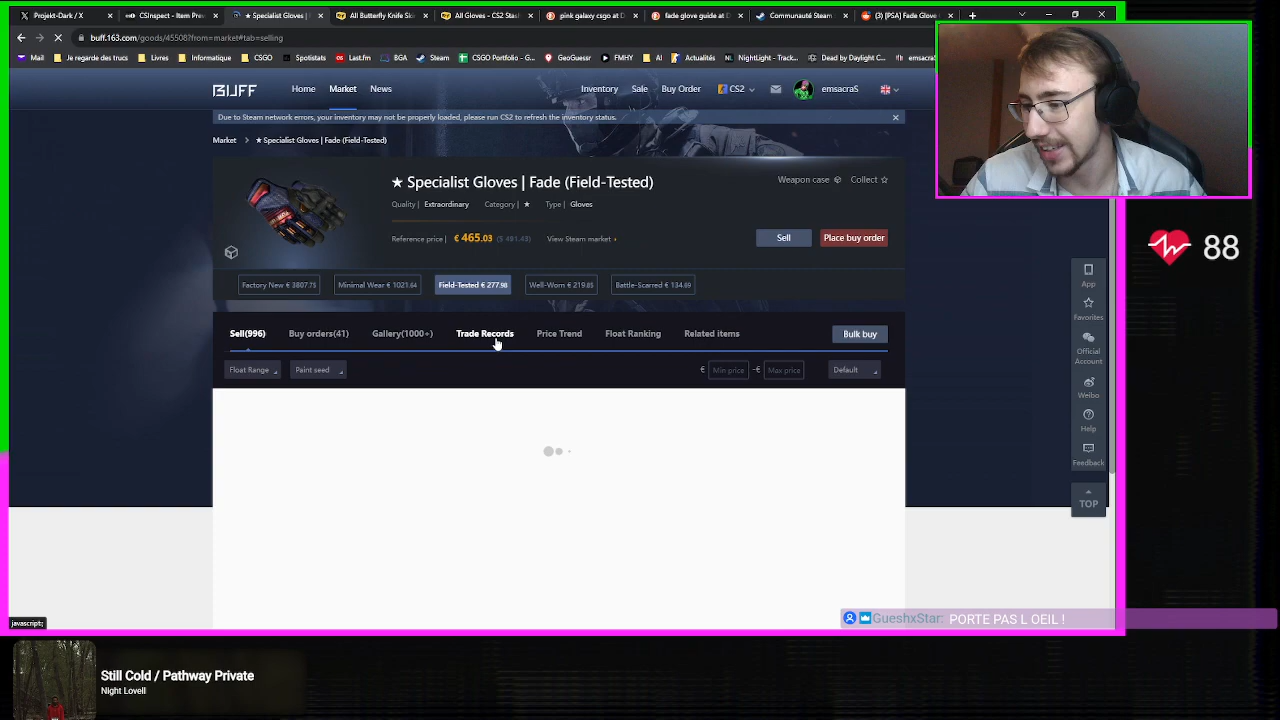 Projekt-Dark / X
CSInspect - Item Prev
★ Specialist Gloves | F
All Butterfly Knife Ski
All Gloves - CS2 Stas
pink galaxy csgo at D
fade glove guide at D
Communauté Steam
(3) [PSA] Fade Glove
buff.163.com/goods/45508?from=market#tab=selling
Mail
Je regarde des trucs
Livres
Informatique
CSGO
Spotistats
Last.fm
BGA
Steam
CSGO Portfolio - G...
GeoGuessr
FMHY
AI
Actualités
NightLight - Track...
Dead by Daylight C...
BUFF
Home
Market
News
Inventory
Sale
Buy Order
CS2
emsacraS
Due to Steam network errors, your inventory may not be properly loaded, please run CS2 to refresh the inventory status.
Market > ★ Specialist Gloves | Fade (Field-Tested)
★ Specialist Gloves | Fade (Field-Tested)
Weapon case
Collect
Quality | Extraordinary
Category | ★
Type | Gloves
Reference price | € 465.03 ($ 491.43)
View Steam market
Sell
Place buy order
Factory New € 3807.75
Minimal Wear € 1021.64
Field-Tested € 277.98
Well-Worn € 219.85
Battle-Scarred € 134.69
Sell(996)
Buy orders(41)
Gallery(1000+)
Trade Records
Price Trend
Float Ranking
Related items
Bulk buy
Float Range
Paint seed
€ Min price
-€ Max price
Default
App
Favorites
Official
Account
Weibo
Help
Feedback
TOP
88
javascript:;
GueshxStar: PORTE PAS L OEIL !
Still Cold / Pathway Private
Night Lovell